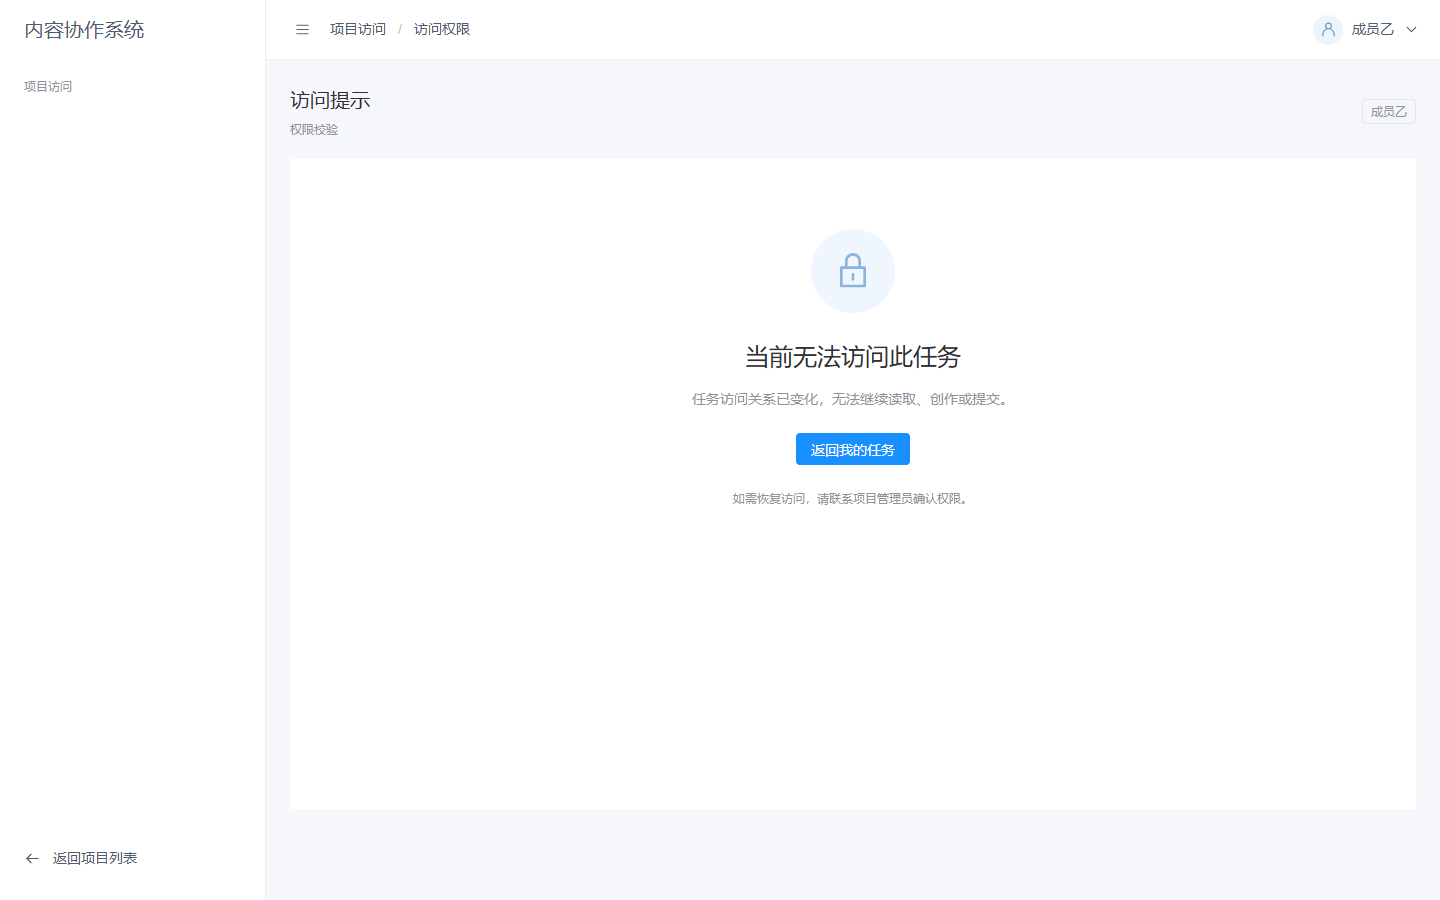 内容协作系统
项目访问
返回项目列表
项目访问 / 访问权限
成员乙
访问提示
权限校验
成员乙
当前无法访问此任务
任务访问关系已变化，无法继续读取、创作或提交。
返回我的任务
如需恢复访问，请联系项目管理员确认权限。